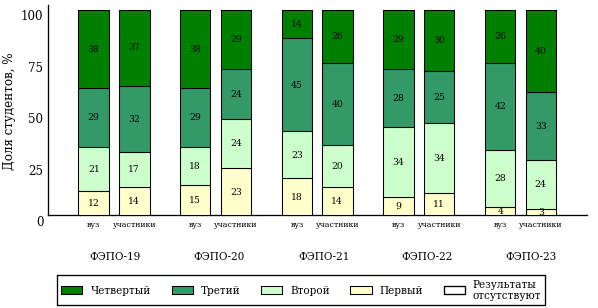 Доля студентов, %
100
75
50
25
0
38 37 38 29 14 26 29 30 26 40
29 32 29 24 45 40 28 25 42 33
21 17 18 24 23 20 34 34 28 24
12 14 15 23 18 14 9 11 4 3
вуз участники вуз участники вуз участники вуз участники вуз участники
ФЭПО-19 ФЭПО-20 ФЭПО-21 ФЭПО-22 ФЭПО-23
Четвертый Третий Второй Первый Результаты
отсутствуют